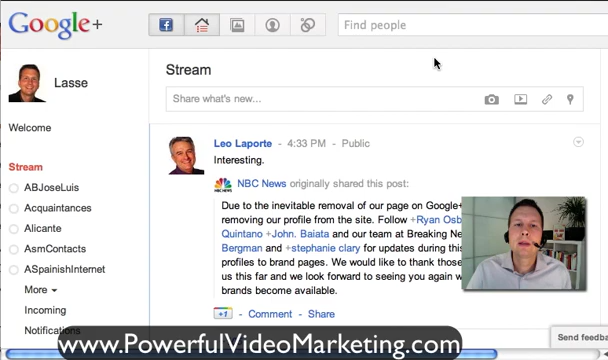 Google+
Find people
Lasse
Stream
Share what's new...
Welcome
Stream
ABJoseLuis
Acquaintances
Alicante
AsmContacts
ASpainishInternet
More
Incoming
Notifications
Leo Laporte - 4:33 PM - Public
Interesting.
NBC NEWS
NBC News originally shared this post:
Due to the inevitable removal of our page on Google+
removing our profile from the site. Follow +Ryan Osb
Quintano +John. Baiata and our team at Breaking Ne
Bergman and +stephanie clary for updates during this
profiles to brand pages. We would like to thank those
us this far and we look forward to seeing you again w
brands become available.
+1 - Comment - Share
Send feedba
www.PowerfulVideoMarketing.com